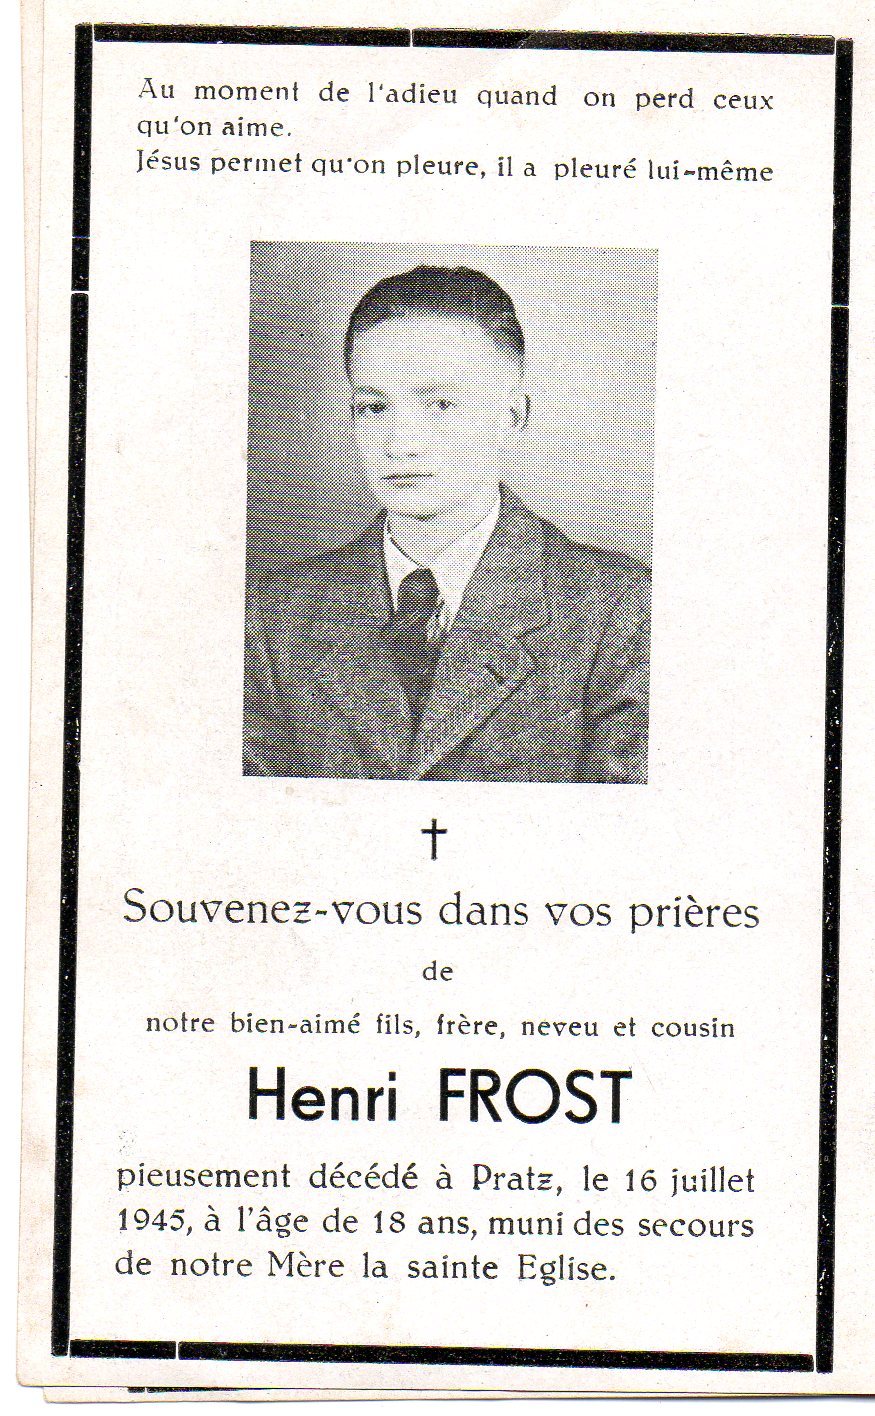 Au moment de l'adieu quand on perd ceux
qu'on aime.
Jésus permet qu'on pleure, il a pleuré lui-même
Souvenez-vous dans vos prières
de
notre bien-aimé fils, frère, neveu et cousin
Henri FROST
pieusement décédé à Pratz, le 16 juillet
1945, à l'âge de 18 ans, muni des secours
de notre Mère la sainte Eglise.